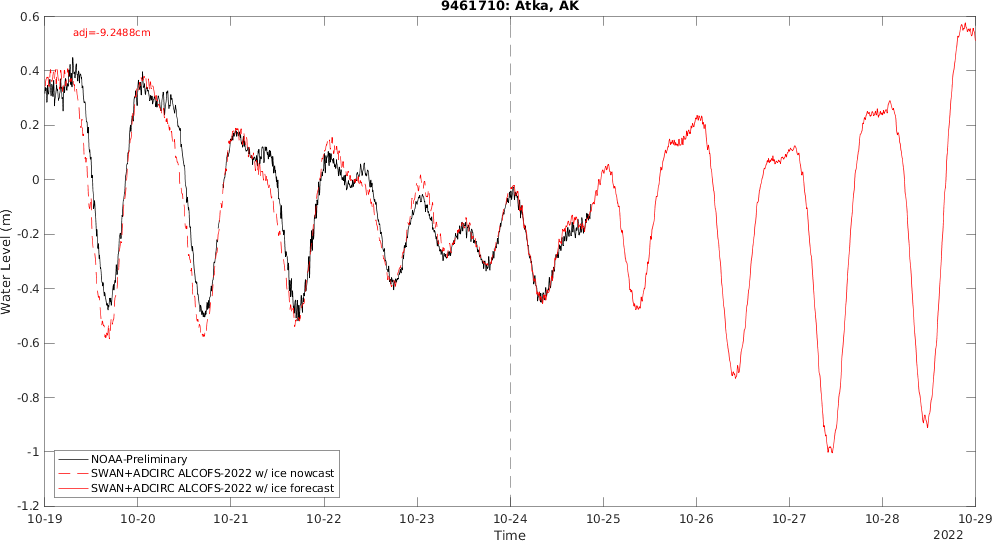 9461710: Atka, AK
adj=-9.2488cm
Water Level (m)
0.6
0.4
0.2
0
-0.2
-0.4
-0.6
-0.8
-1
-1.2
NOAA-Preliminary
SWAN+ADCIRC ALCOFS-2022 w/ ice nowcast
SWAN+ADCIRC ALCOFS-2022 w/ ice forecast
10-19 10-20 10-21 10-22 10-23 10-24 10-25 10-26 10-27 10-28 10-29
Time
2022